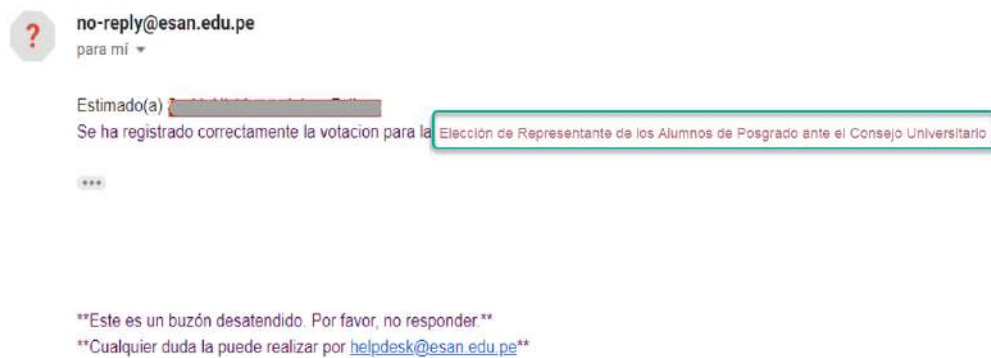 ?
no-reply@esan.edu.pe
para mí
Estimado(a)
Se ha registrado correctamente la votacion para la Elección de Representante de los Alumnos de Posgrado ante el Consejo Universitario
**Este es un buzón desatendido. Por favor, no responder.**
**Cualquier duda la puede realizar por helpdesk@esan.edu.pe**